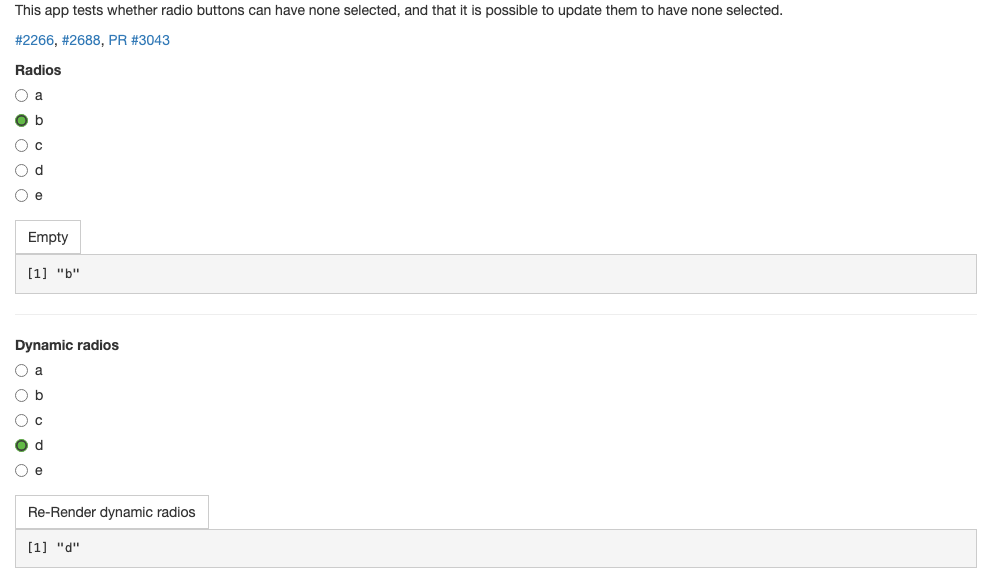 This app tests whether radio buttons can have none selected, and that it is possible to update them to have none selected.
#2266, #2688, PR #3043
Radios
a
b
c
d
e
Empty
[1] "b"
Dynamic radios
a
b
c
d
e
Re-Render dynamic radios
[1] "d"